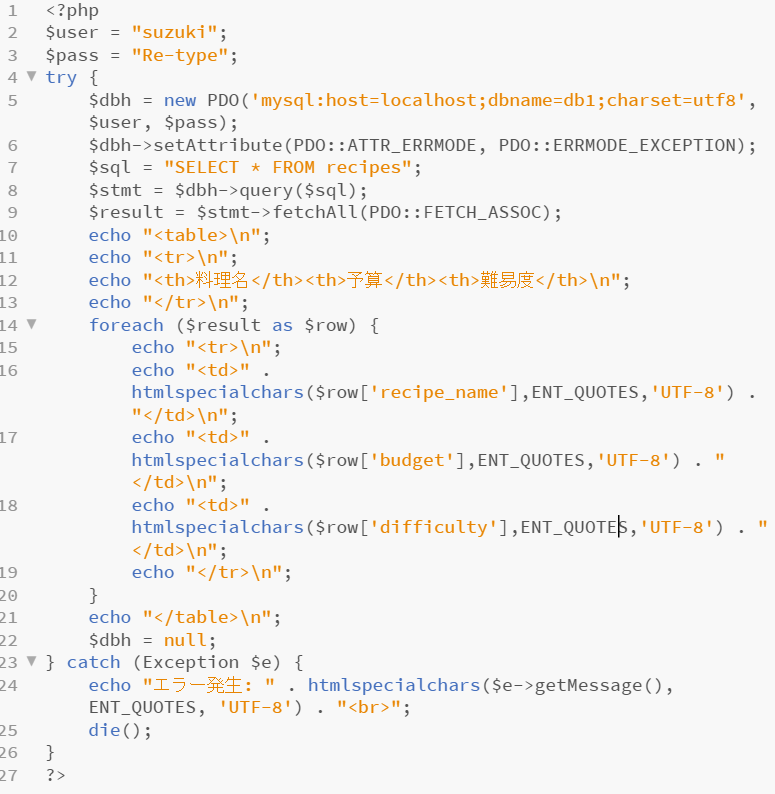 1 <?php
2 $user = "suzuki";
3 $pass = "Re-type";
4 try {
5 $dbh = new PDO('mysql:host=localhost;dbname=db1;charset=utf8',
$user, $pass);
6 $dbh->setAttribute(PDO::ATTR_ERRMODE, PDO::ERRMODE_EXCEPTION);
7 $sql = "SELECT * FROM recipes";
8 $stmt = $dbh->query($sql);
9 $result = $stmt->fetchAll(PDO::FETCH_ASSOC);
10 echo "<table>\n";
11 echo "<tr>\n";
12 echo "<th>料理名</th><th>予算</th><th>難易度</th>\n";
13 echo "</tr>\n";
14 foreach ($result as $row) {
15 echo "<tr>\n";
16 echo "<td>" .
htmlspecialchars($row['recipe_name'],ENT_QUOTES,'UTF-8') .
"</td>\n";
17 echo "<td>" .
htmlspecialchars($row['budget'],ENT_QUOTES,'UTF-8') . "
</td>\n";
18 echo "<td>" .
htmlspecialchars($row['difficulty'],ENT_QUOTES,'UTF-8') . "
</td>\n";
19 echo "</tr>\n";
20 }
21 echo "</table>\n";
22 $dbh = null;
23 } catch (Exception $e) {
24 echo "エラー発生: " . htmlspecialchars($e->getMessage(),
ENT_QUOTES, 'UTF-8') . "<br>";
25 die();
26 }
27 ?>